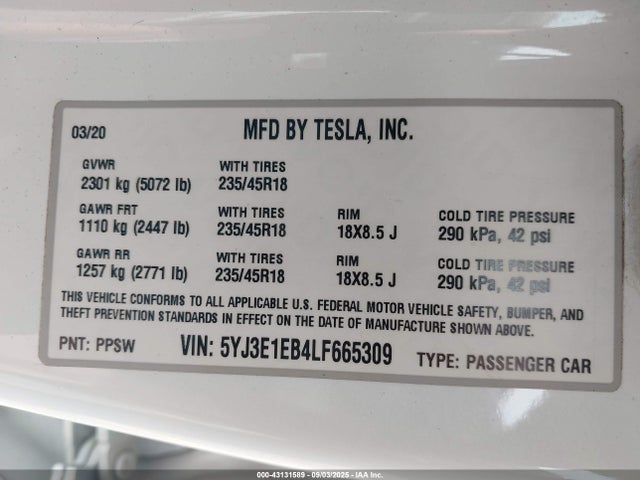 03/20 MFD BY TESLA, INC.
GVWR WITH TIRES
2301 kg (5072 lb) 235/45R18
GAWR FRT WITH TIRES RIM COLD TIRE PRESSURE
1110 kg (2447 lb) 235/45R18 18X8.5 J 290 kPa, 42 psi
GAWR RR WITH TIRES RIM COLD TIRE PRESSURE
1257 kg (2771 lb) 235/45R18 18X8.5 J 290 kPa, 42 psi
THIS VEHICLE CONFORMS TO ALL APPLICABLE U.S. FEDERAL MOTOR VEHICLE SAFETY, BUMPER, AND
THEFT PREVENTION STANDARDS IN EFFECT ON THE DATE OF MANUFACTURE SHOWN ABOVE.
PNT: PPSW VIN: 5YJ3E1EB4LF665309 TYPE: PASSENGER CAR
000-43131589 - 09/03/2025 - IAA Inc.